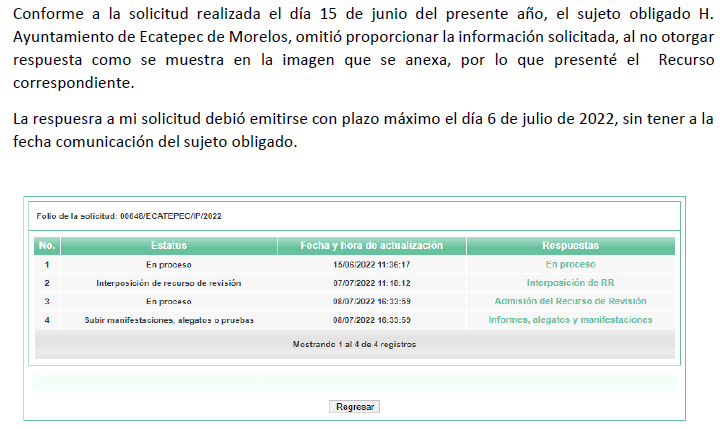 Conforme a la solicitud realizada el día 15 de junio del presente año, el sujeto obligado H.
Ayuntamiento de Ecatepec de Morelos, omitió proporcionar la información solicitada, al no otorgar
respuesta como se muestra en la imagen que se anexa, por lo que presenté el Recurso
correspondiente.
La respuesra a mi solicitud debió emitirse con plazo máximo el día 6 de julio de 2022, sin tener a la
fecha comunicación del sujeto obligado.
Folio de la solicitud: 00646/ECATEPEC/IP/2022
No. Estatus Fecha y hora de actualización Respuestas
1 En proceso 15/06/2022 11:36:17 En proceso
2 Interposición de recurso de revisión 07/07/2022 11:18:12 Interposición de RR
3 En proceso 08/07/2022 16:33:59 Admisión del Recurso de Revisión
4 Subir manifestaciones, alegatos o pruebas 08/07/2022 16:33:59 Informes, alegatos y manifestaciones
Mostrando 1 al 4 de 4 registros
Regresar